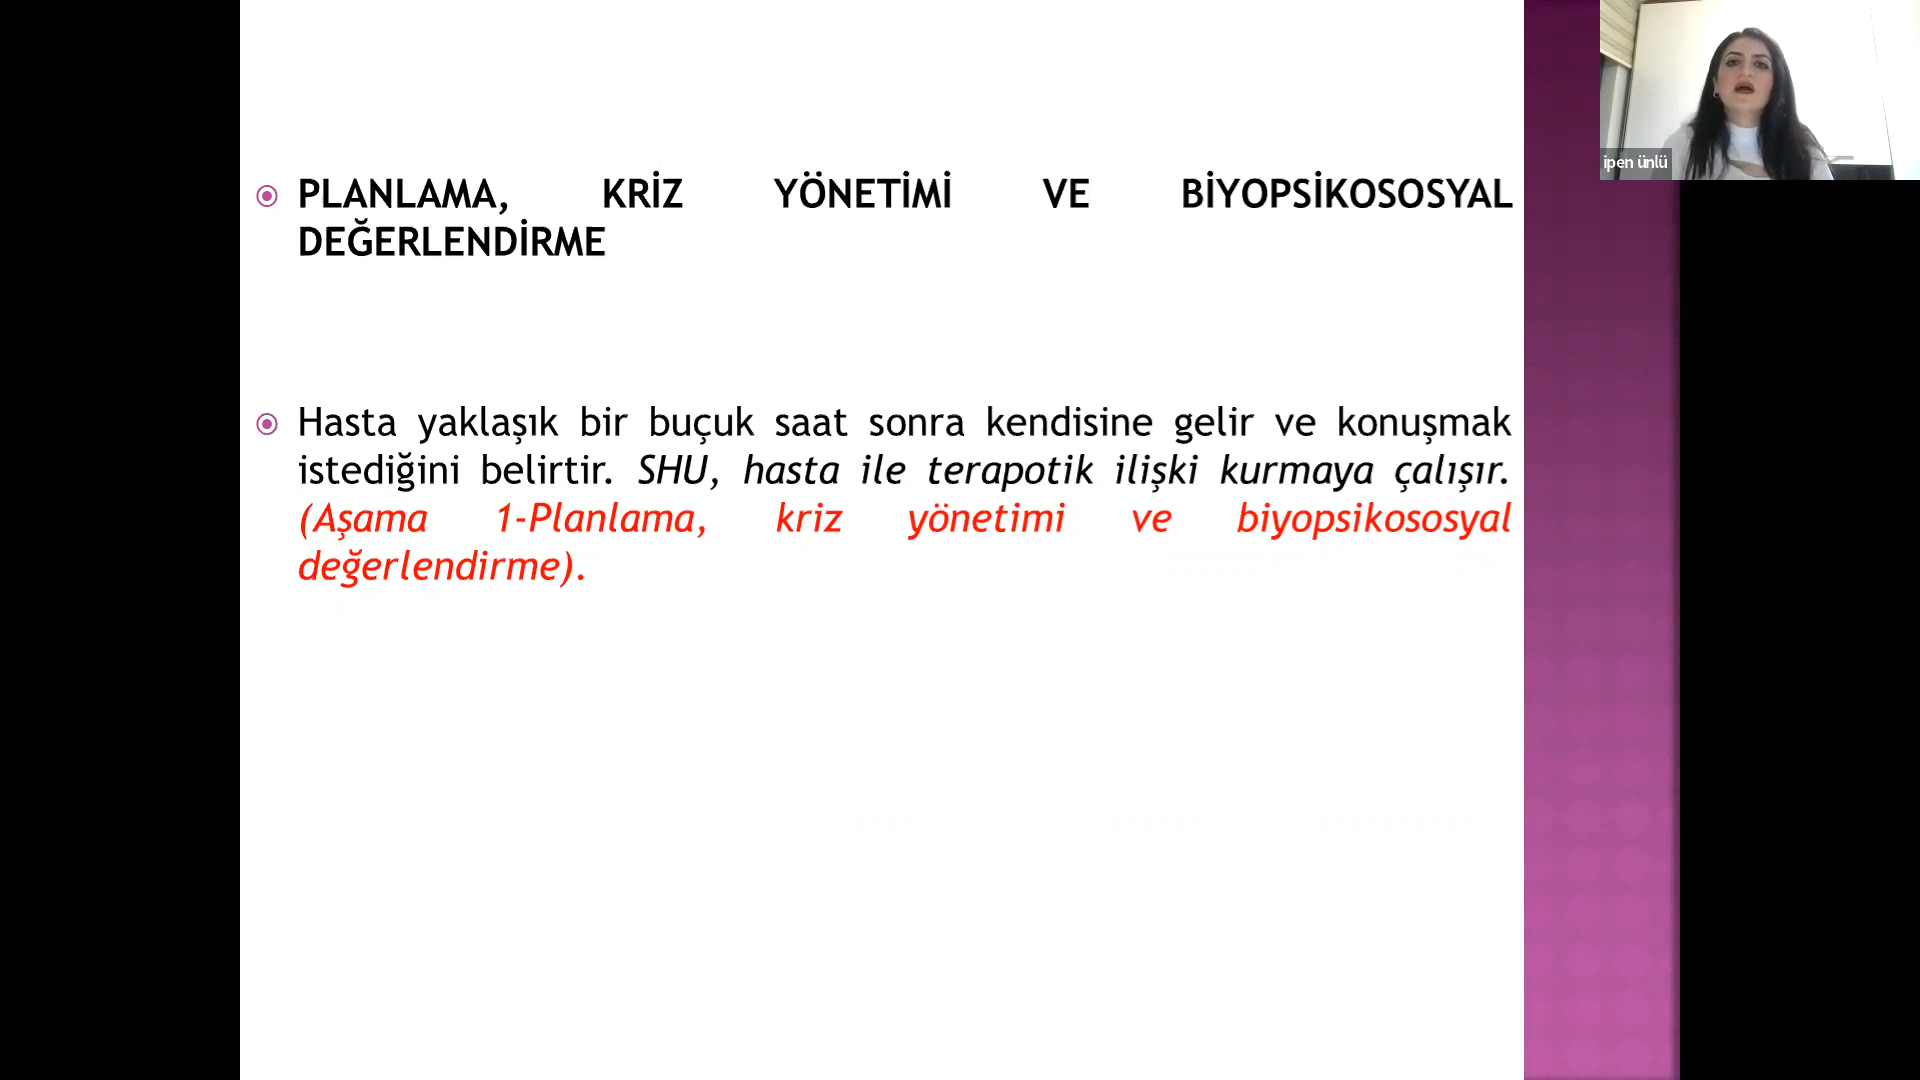 PLANLAMA, KRİZ YÖNETİMİ VE BİYOPSİKOSOSYAL
DEĞERLENDİRME
Hasta yaklaşık bir buçuk saat sonra kendisine gelir ve konuşmak
istediğini belirtir. SHU, hasta ile terapotik ilişki kurmaya çalışır.
(Aşama 1-Planlama, kriz yönetimi ve biyopsikososyal
değerlendirme).
ipen ünlü